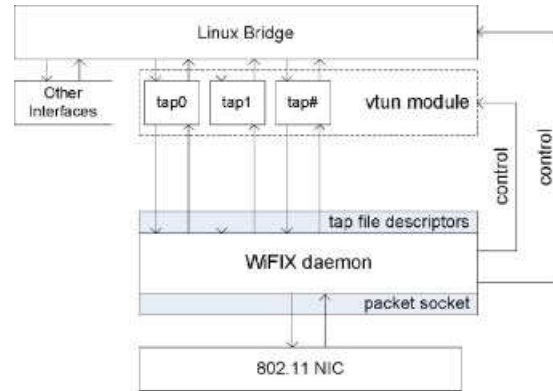 Linux Bridge
Other
Interfaces
tap0
tap1
tap#
vtun module
control
control
tap file descriptors
WiFIX daemon
packet socket
802.11 NIC